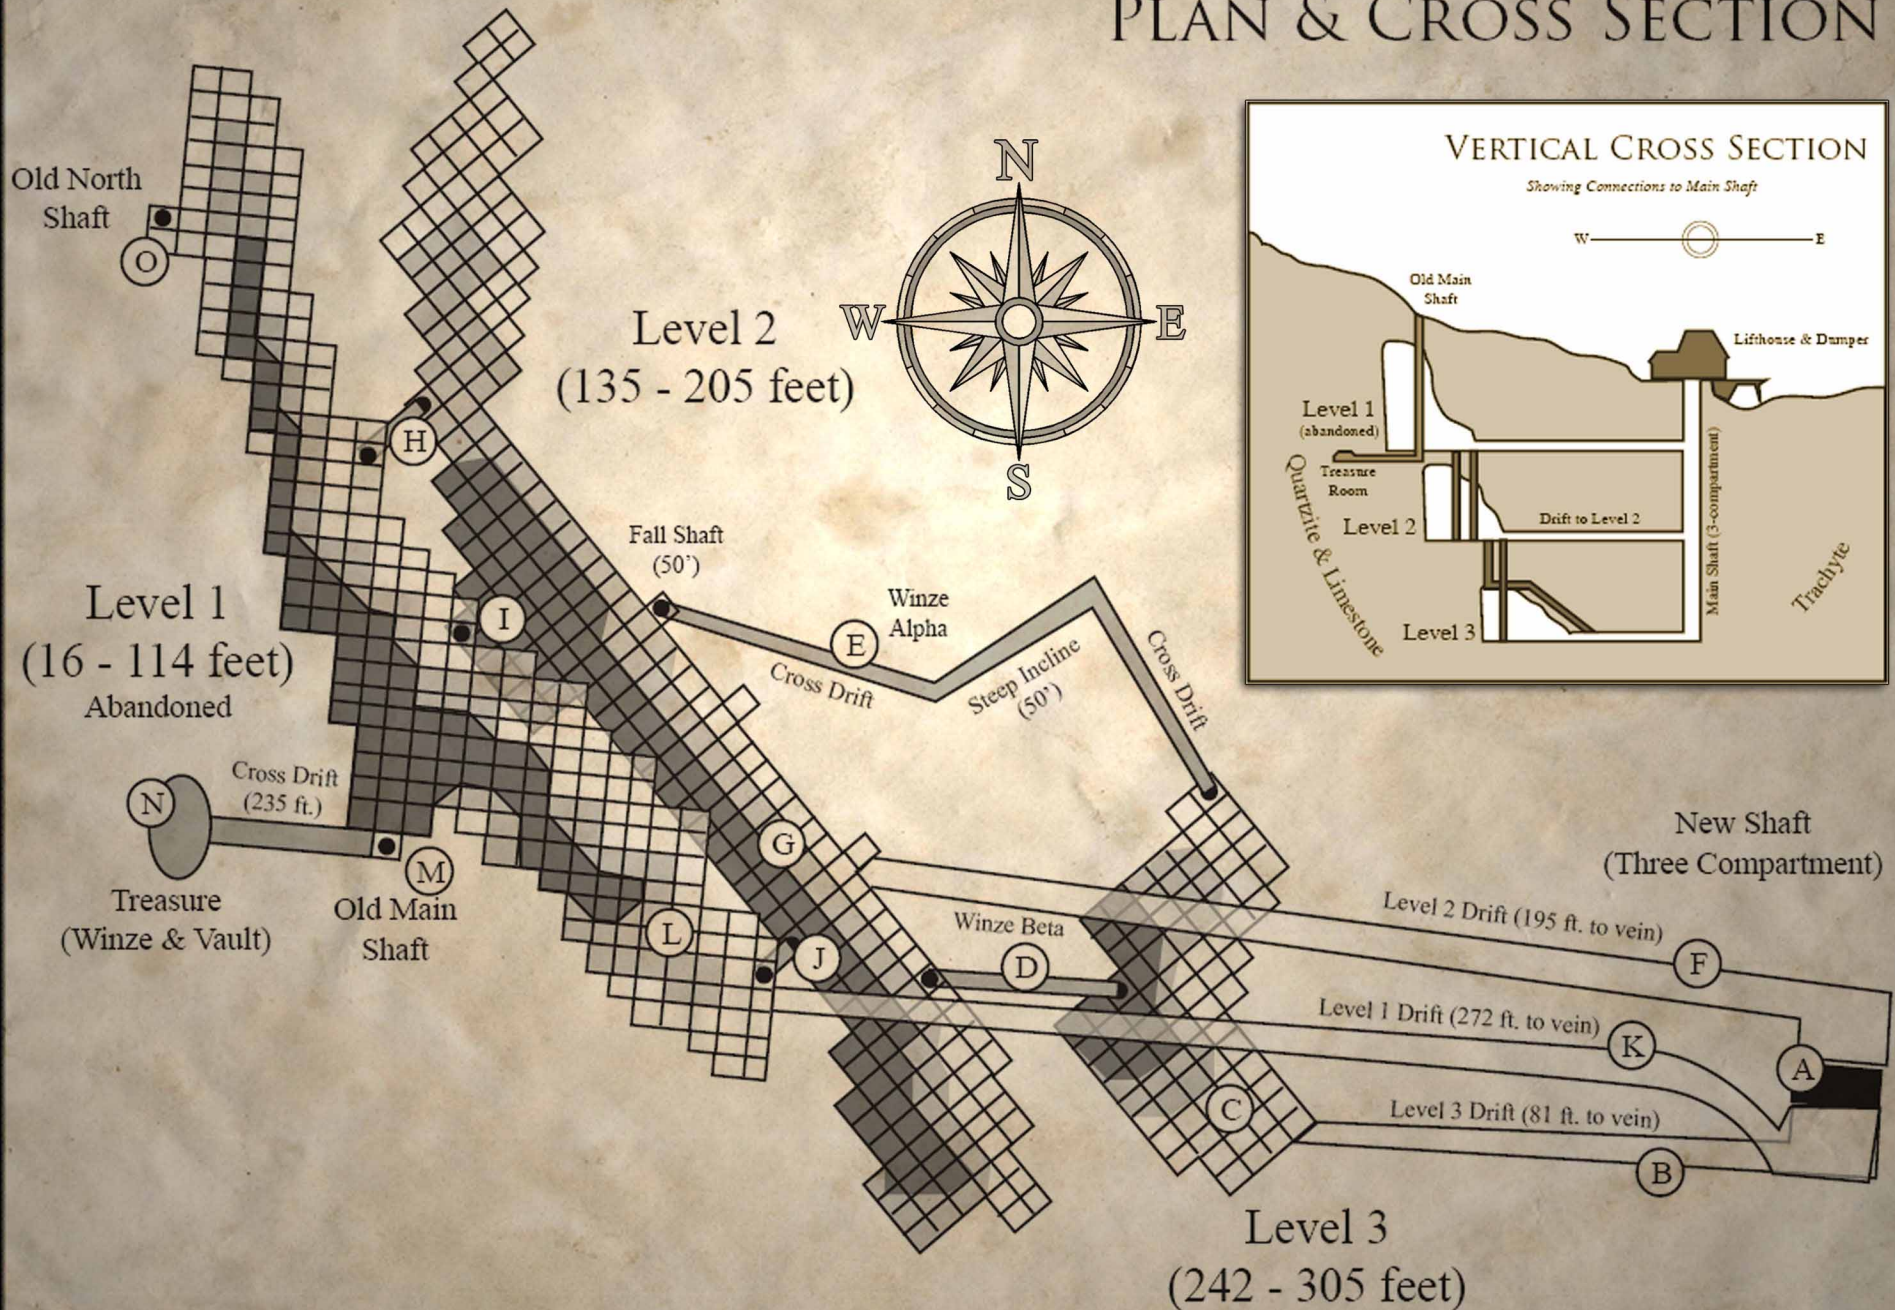 PLAN & CROSS SECTION
VERTICAL CROSS SECTION
Showing Connections to Main Shaft
W
E
Old Main
Shaft
Lifthouse & Dumper
Level 1
(abandoned)
Treasure
Room
Level 2
Drift to Level 2
Level 3
Quartzite & Limestone
Main Shaft (3-compartment)
Trachyte
N
W
E
S
Old North
Shaft
O
Level 2
(135 - 205 feet)
H
Fall Shaft
(50')
Winze
Alpha
E
Cross Drift
Steep Incline
(50')
Cross Drift
I
Level 1
(16 - 114 feet)
Abandoned
N
Cross Drift
(235 ft.)
Treasure
(Winze & Vault)
M
Old Main
Shaft
G
L
J
Winze Beta
D
New Shaft
(Three Compartment)
Level 2 Drift (195 ft. to vein)
F
Level 1 Drift (272 ft. to vein)
K
A
Level 3 Drift (81 ft. to vein)
B
C
Level 3
(242 - 305 feet)